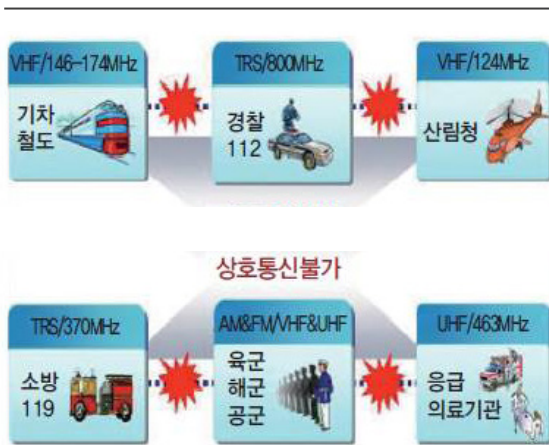 VHF/146-174MHz
TRS/800MHz
VHF/124MHz
기차
철도
경찰
112
산림청
상호통신불가
TRS/370MHz
AM&FM/VHF&UHF
UHF/463MHz
소방
119
육군
해군
공군
응급
의료기관